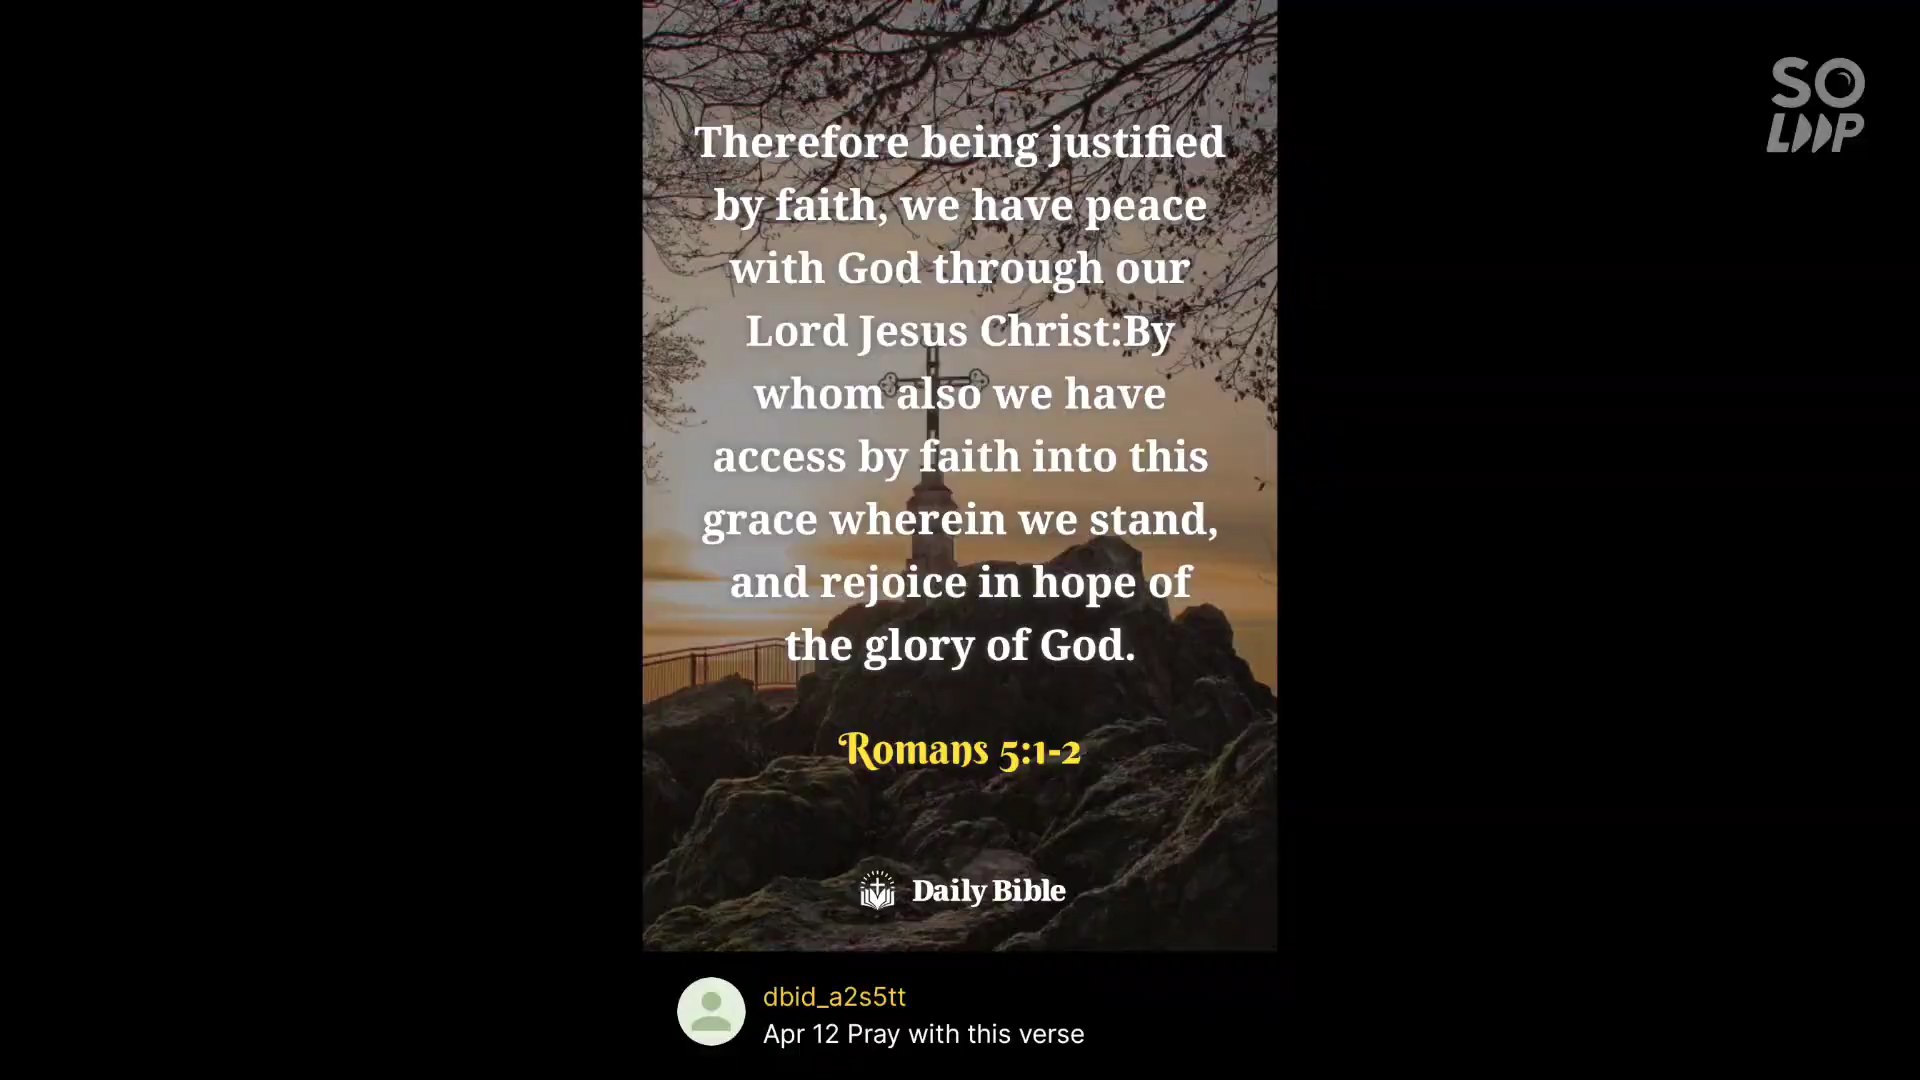 Therefore being justified
by faith, we have peace
with God through our
Lord Jesus Christ:By
whom also we have
access by faith into this
grace wherein we stand,
and rejoice in hope of
the glory of God.
Romans 5:1-2
Daily Bible
dbid_a2s5tt
Apr 12 Pray with this verse
SO
LOOP